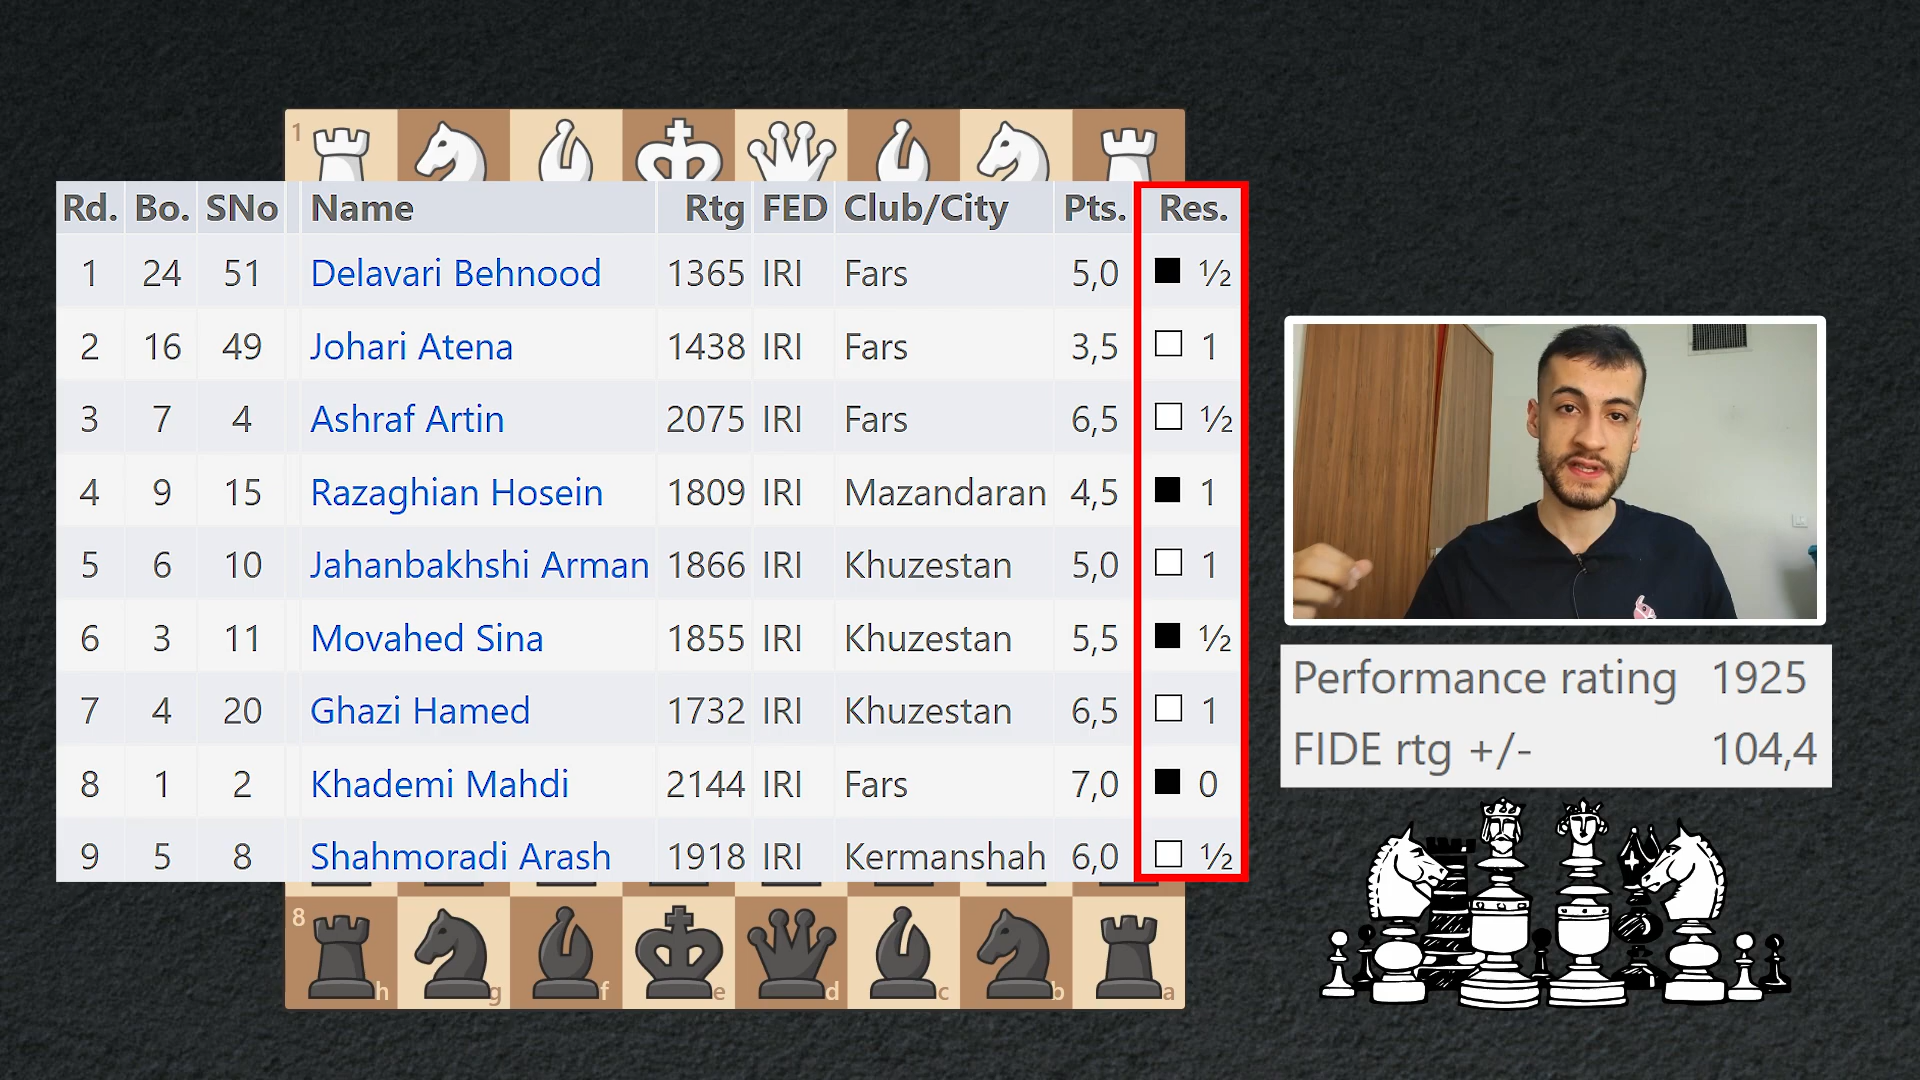 1
Rd. Bo. SNo Name Rtg FED Club/City Pts. Res.
1 24 51 Delavari Behnood 1365 IRI Fars 5,0 ½
2 16 49 Johari Atena 1438 IRI Fars 3,5 1
3 7 4 Ashraf Artin 2075 IRI Fars 6,5 ½
4 9 15 Razaghian Hosein 1809 IRI Mazandaran 4,5 1
5 6 10 Jahanbakhshi Arman 1866 IRI Khuzestan 5,0 1
6 3 11 Movahed Sina 1855 IRI Khuzestan 5,5 ½
7 4 20 Ghazi Hamed 1732 IRI Khuzestan 6,5 1
8 1 2 Khademi Mahdi 2144 IRI Fars 7,0 0
9 5 8 Shahmoradi Arash 1918 IRI Kermanshah 6,0 ½
Performance rating 1925
FIDE rtg +/- 104,4
8
h g f e d c b a